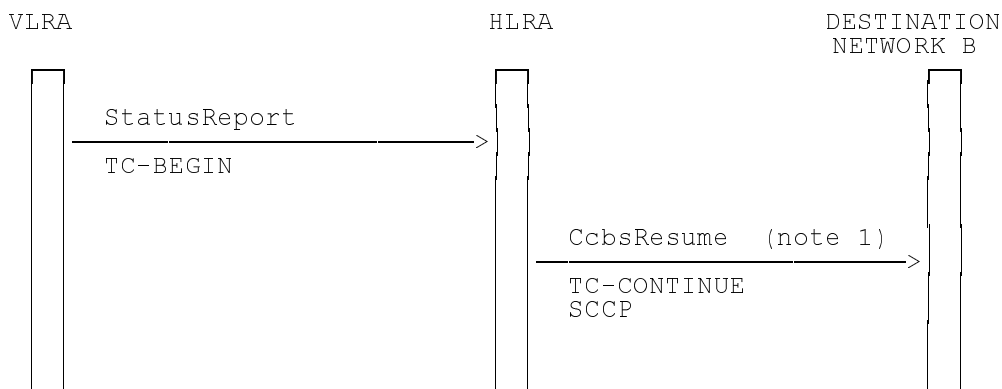 VLRA
HLRA
DESTINATION
NETWORK B
StatusReport
TC-BEGIN
CcbsResume (note 1)
TC-CONTINUE
SCCP